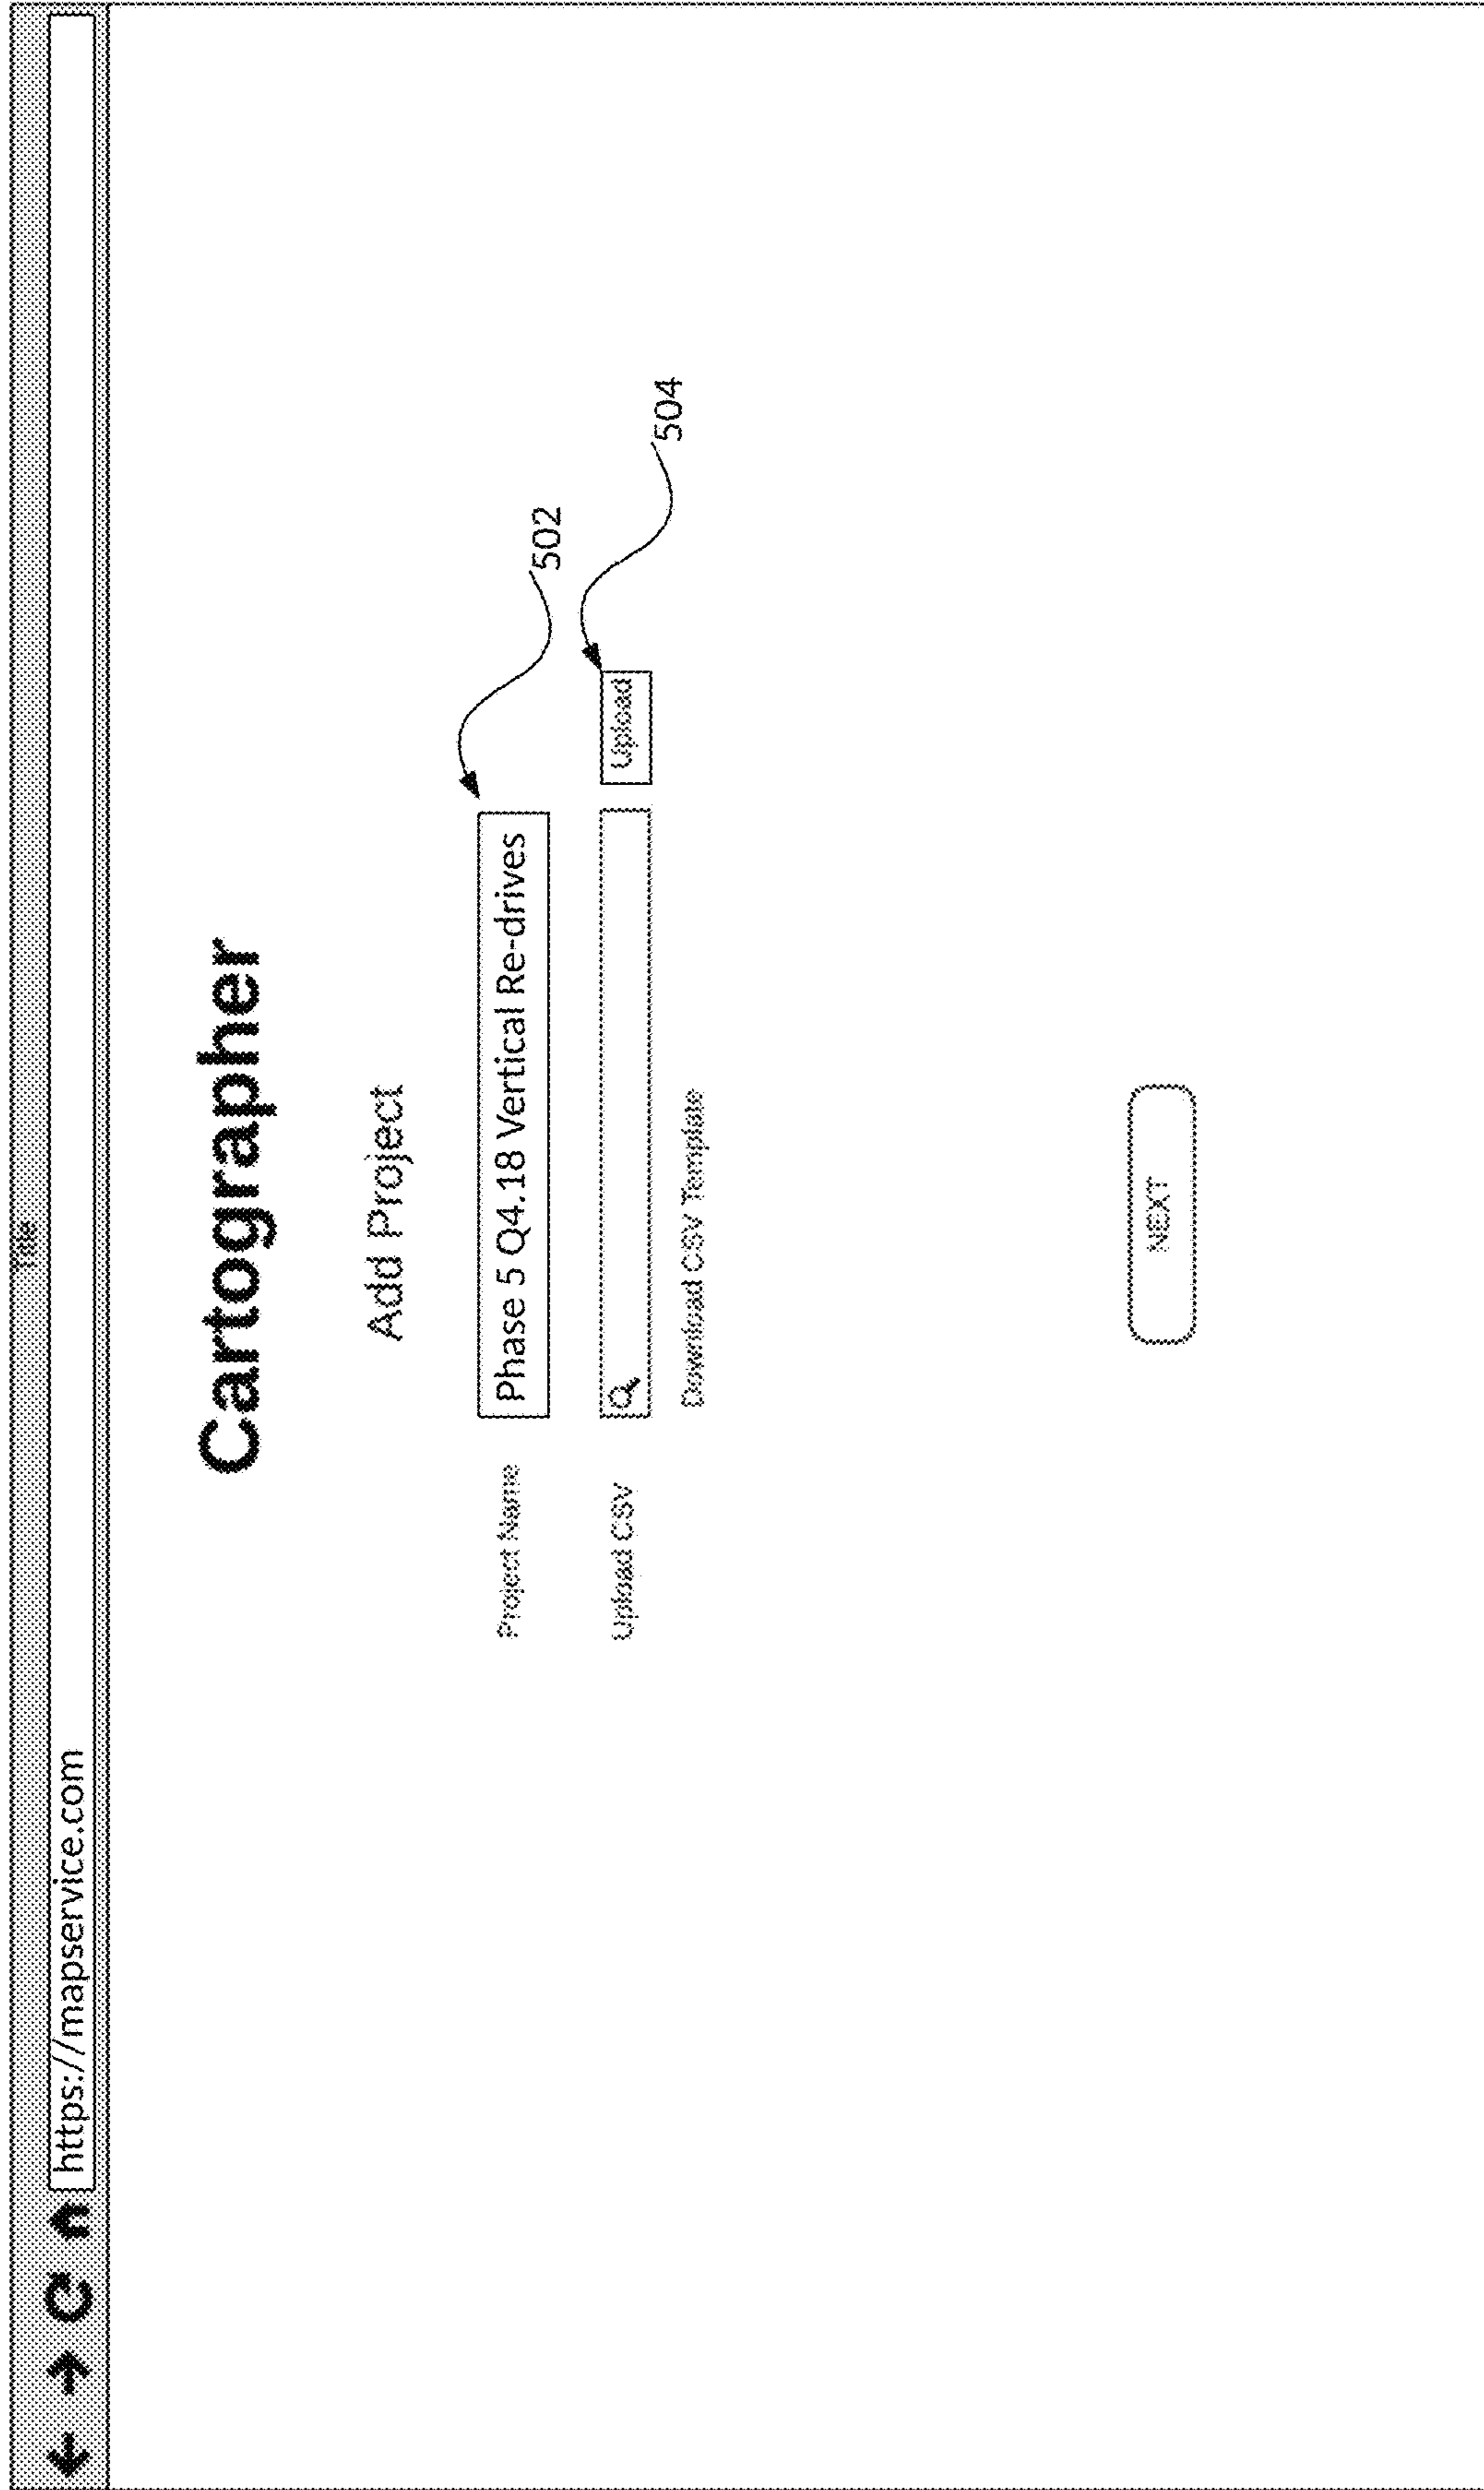 Title
https://mapservice.com
Cartographer
Add Project
Project Name Phase 5 Q4.18 Vertical Re-drives
502
Upload CSV Upload
504
Download CSV Template
NEXT